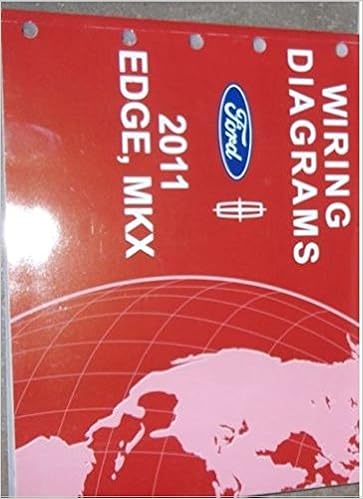 WIRING
DIAGRAMS
Ford
2011
EDGE, MKX